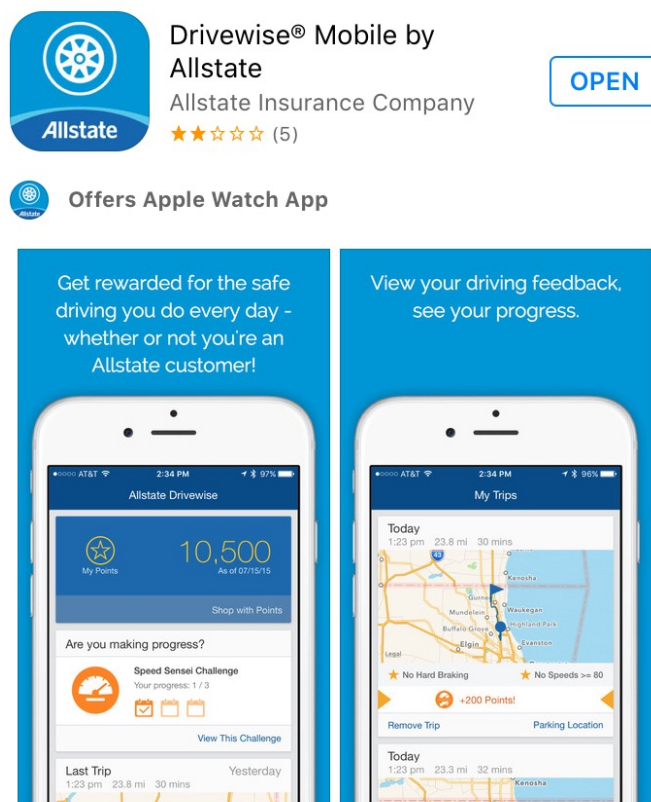 Drivewise® Mobile by
Allstate
Allstate Insurance Company
(5)
OPEN
Allstate
Offers Apple Watch App
Allstate
Get rewarded for the safe
driving you do every day -
whether or not you're an
Allstate customer!
AT&T 2:34 PM 97%
Allstate Drivewise
My Points
10,500
As of 07/15/15
Shop with Points
Are you making progress?
Speed Sensei Challenge
Your progress: 1 / 3
View This Challenge
Last Trip Yesterday
1:23 pm 23.8 mi 30 mins
View your driving feedback,
see your progress.
AT&T 2:34 PM 96%
My Trips
Today
1:23 pm 23.8 mi 30 mins
43
Kenosha
Gurnee
Mundelein Waukegan
Buffalo Grove Highland Park
Elgin Evanston
Legal
No Hard Braking No Speeds >= 80
+200 Points!
Remove Trip Parking Location
Today
1:23 pm 23.3 mi 32 mins
Kenosha